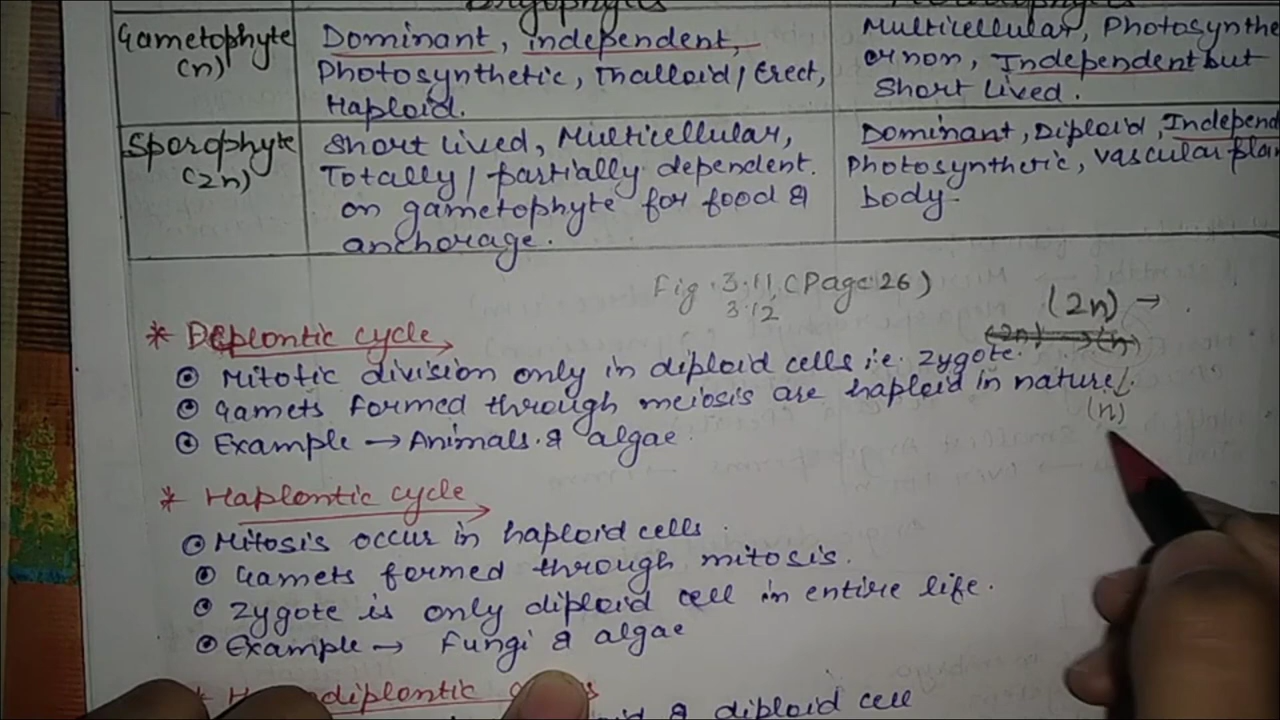 Bryophytes
Gametophyte
(n)
Dominant, independent,
Photosynthetic, Thalloid / Erect,
Haploid.
Multicellular, Photosynthe
or non, Independent but
Short Lived.
Sporophyte
(2n)
Short lived, Multicellular,
Totally / partially dependent.
on gametophyte for food &
anchorage.
Dominant, Diploid, Independ
Photosynthetic, vascular plan
body-
Fig. 3.11, (Page 26)
3.12
(2n) →
(2n) → (n)
* Deplontic cycle
Mitotic division only in diploid cells i.e. zygote.
Gamets formed through meiosis are haploid in nature.
(n)
Example → Animals. & algae
* Haplontic cycle
Mitosis occur in haploid cells
Gamets formed through mitosis.
Zygote is only diploid cell in entire life.
Example → Fungi & algae
& diploid cell